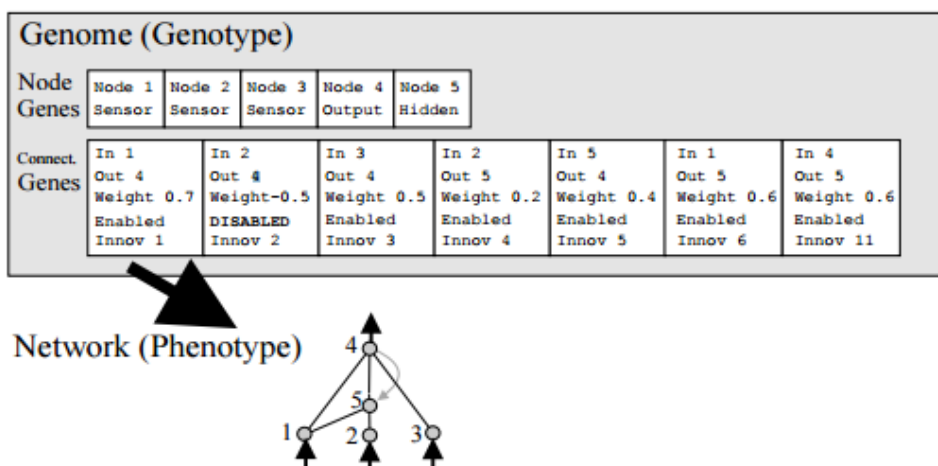 Genome (Genotype)
Node Genes
Node 1 Node 2 Node 3 Node 4 Node 5
Sensor Sensor Sensor Output Hidden
Connect. Genes
In 1 In 2 In 3 In 2 In 5 In 1 In 4
Out 4 Out 4 Out 4 Out 5 Out 4 Out 5 Out 5
Weight 0.7 Weight-0.5 Weight 0.5 Weight 0.2 Weight 0.4 Weight 0.6 Weight 0.6
Enabled DISABLED Enabled Enabled Enabled Enabled Enabled
Innov 1 Innov 2 Innov 3 Innov 4 Innov 5 Innov 6 Innov 11
Network (Phenotype)
4
5
1 2 3